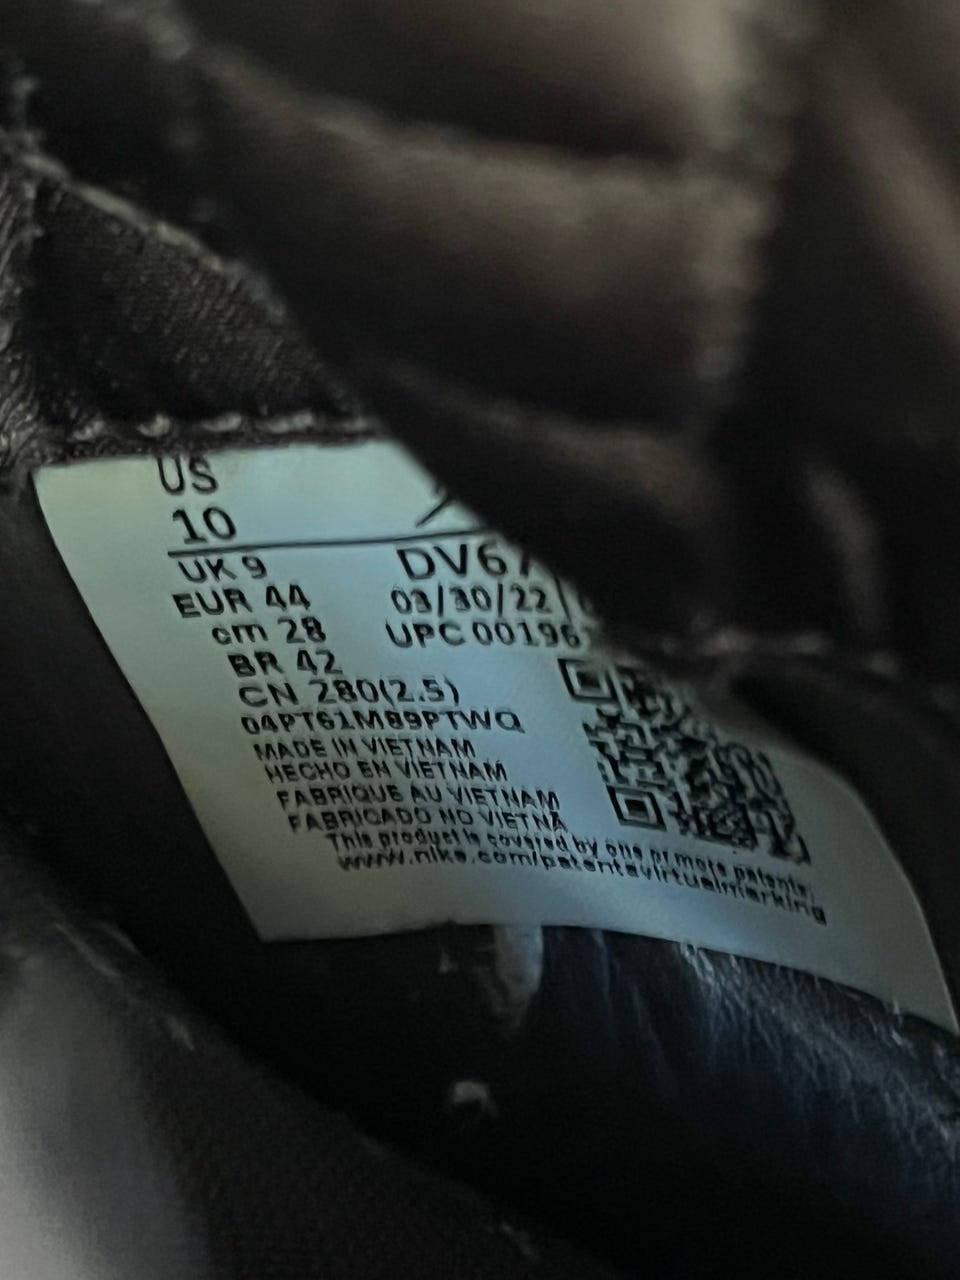 US
10
UK 9
EUR 44
cm 28
BR 42
CN 280(2.5)
DV67
03/30/22
UPC 00196
04PT61M89PTWQ
MADE IN VIETNAM
HECHO EN VIETNAM
FABRIQUE AU VIETNAM
FABRICADO NO VIETNÃ
This product is covered by one or more patents.
www.nike.com/patentavirtualmarking